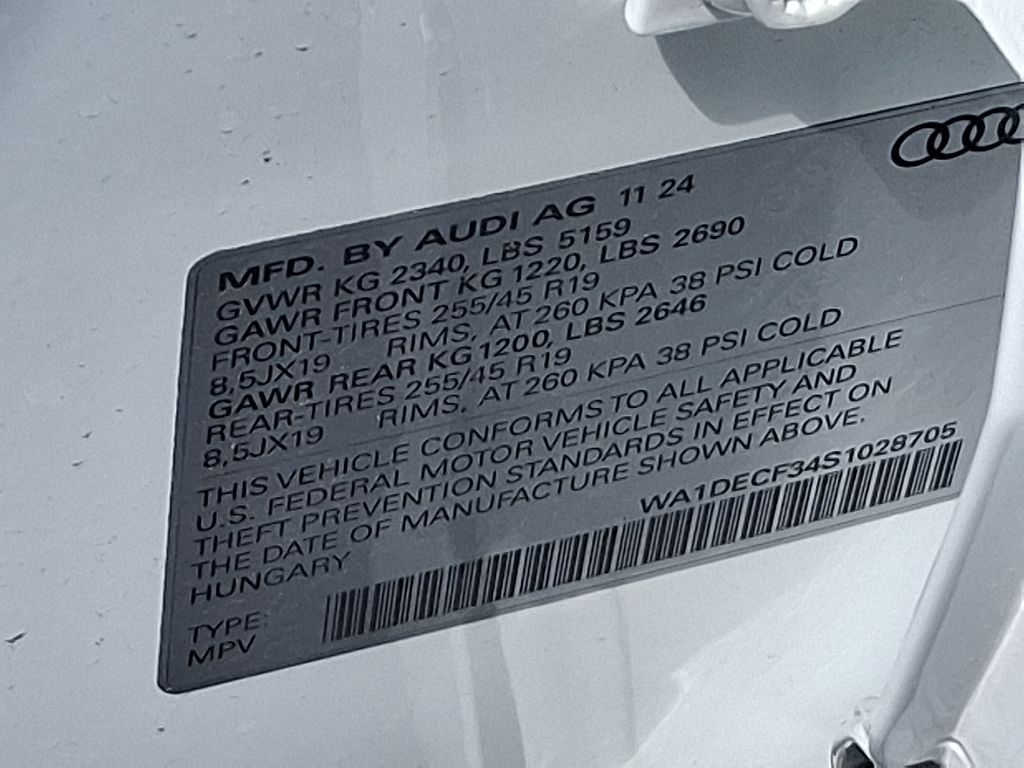 MFD. BY AUDI AG 11 24
GVWR KG 2340, LBS 5159
GAWR FRONT KG 1220, LBS 2690
FRONT-TIRES 255/45 R19
8,5JX19 RIMS, AT 260 KPA 38 PSI COLD
GAWR REAR KG 1200, LBS 2646
REAR-TIRES 255/45 R19
8,5JX19 RIMS, AT 260 KPA 38 PSI COLD
THIS VEHICLE CONFORMS TO ALL APPLICABLE
U.S. FEDERAL MOTOR VEHICLE SAFETY AND
THEFT PREVENTION STANDARDS IN EFFECT ON
THE DATE OF MANUFACTURE SHOWN ABOVE.
HUNGARY
WA1DECF34S1028705
TYPE:
MPV